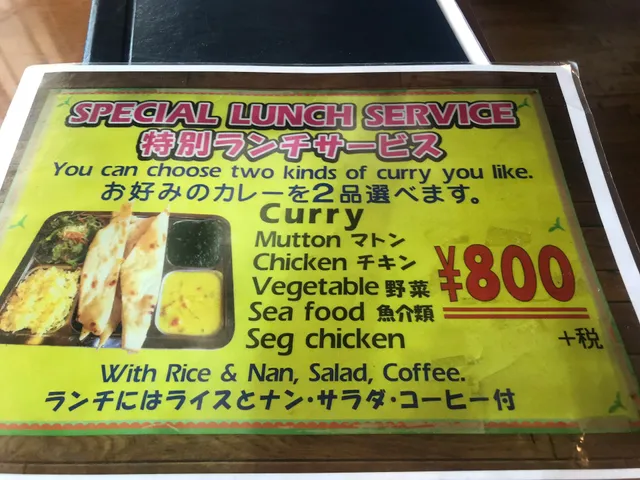 SPECIAL LUNCH SERVICE
特別ランチサービス
You can choose two kinds of curry you like.
お好みのカレーを2品選べます。
Curry
Mutton マトン
Chicken チキン
Vegetable 野菜
Sea food 魚介類
Seg chicken
¥800
+税
With Rice & Nan, Salad, Coffee.
ランチにはライスとナン・サラダ・コーヒー付